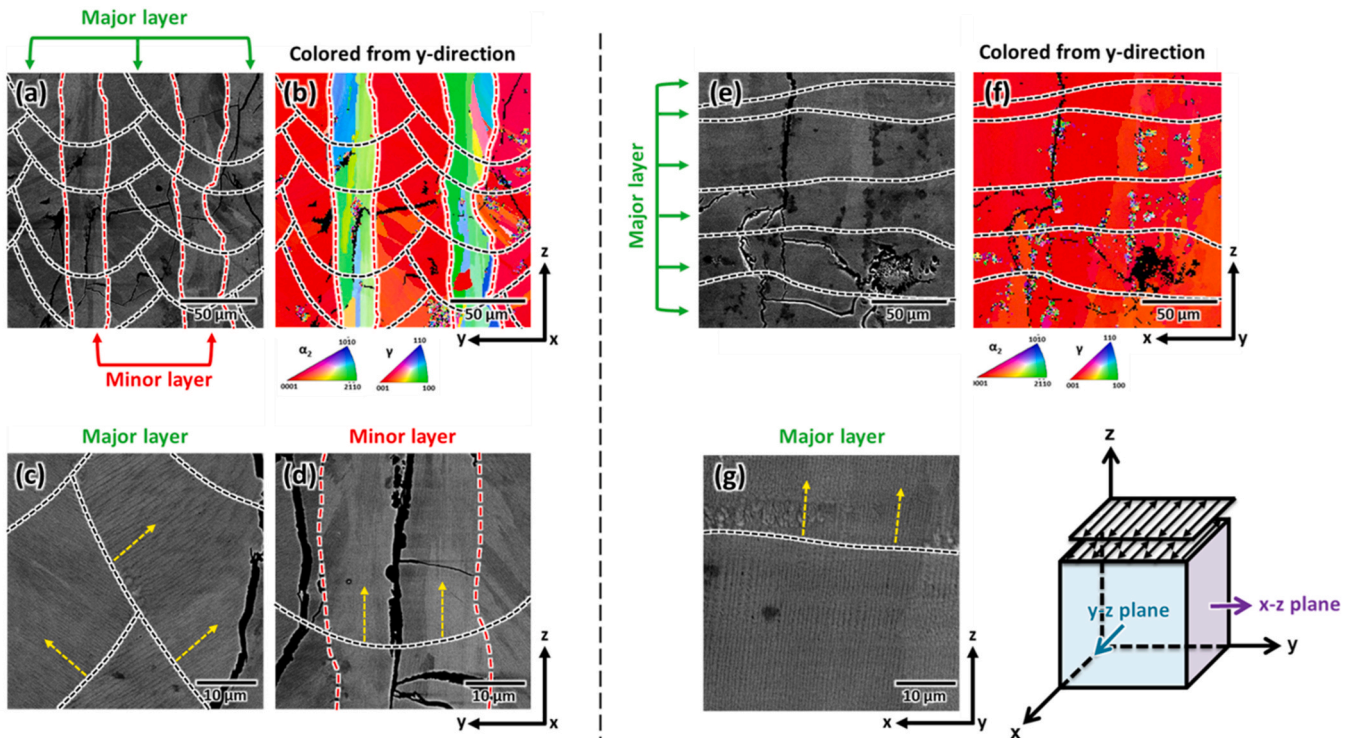 Major layer
Colored from y-direction
(a)
(b)
50 μm
50 μm
z
y
x
α₂
1010
0001
2110
γ
110
001
100
Minor layer
Major layer
Minor layer
(c)
(d)
10 μm
10 μm
z
y
x
Colored from y-direction
Major layer
(e)
(f)
50 μm
50 μm
z
x
y
α₂
1010
0001
2110
γ
110
001
100
Major layer
(g)
10 μm
z
x
y
z
y-z plane
x-z plane
y
x